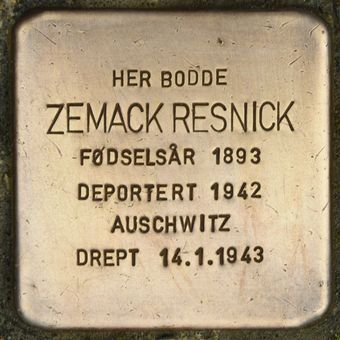 HER BODDE
ZEMACK RESNICK
FØDSELSÅR 1893
DEPORTERT 1942
AUSCHWITZ
DREPT 14.1.1943